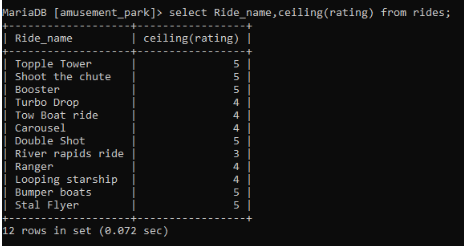 MariaDB [amusement_park]> select Ride_name,ceiling(rating) from rides;
+-------------------+-----------------+
| Ride_name         | ceiling(rating) |
+-------------------+-----------------+
| Topple Tower      |               5 |
| Shoot the chute   |               5 |
| Booster           |               5 |
| Turbo Drop        |               4 |
| Tow Boat ride     |               4 |
| Carousel          |               4 |
| Double Shot       |               5 |
| River rapids ride |               3 |
| Ranger            |               4 |
| Looping starship  |               4 |
| Bumper boats      |               5 |
| Stal Flyer        |               5 |
+-------------------+-----------------+
12 rows in set (0.072 sec)